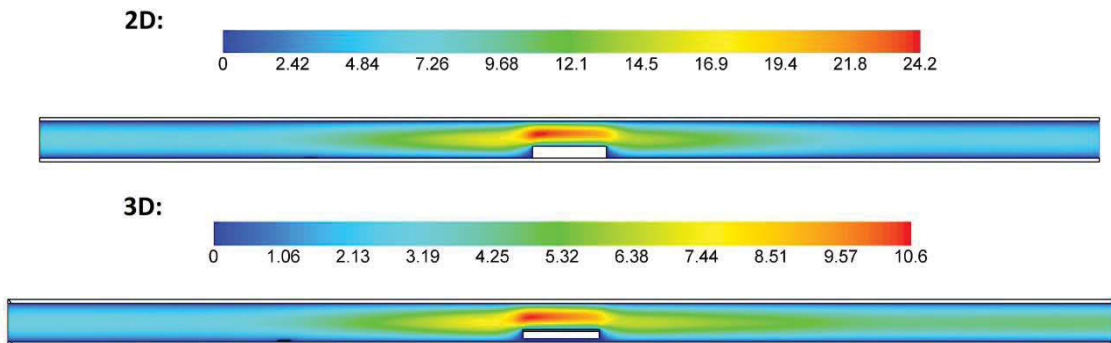 2D:
0 2.42 4.84 7.26 9.68 12.1 14.5 16.9 19.4 21.8 24.2
3D:
0 1.06 2.13 3.19 4.25 5.32 6.38 7.44 8.51 9.57 10.6